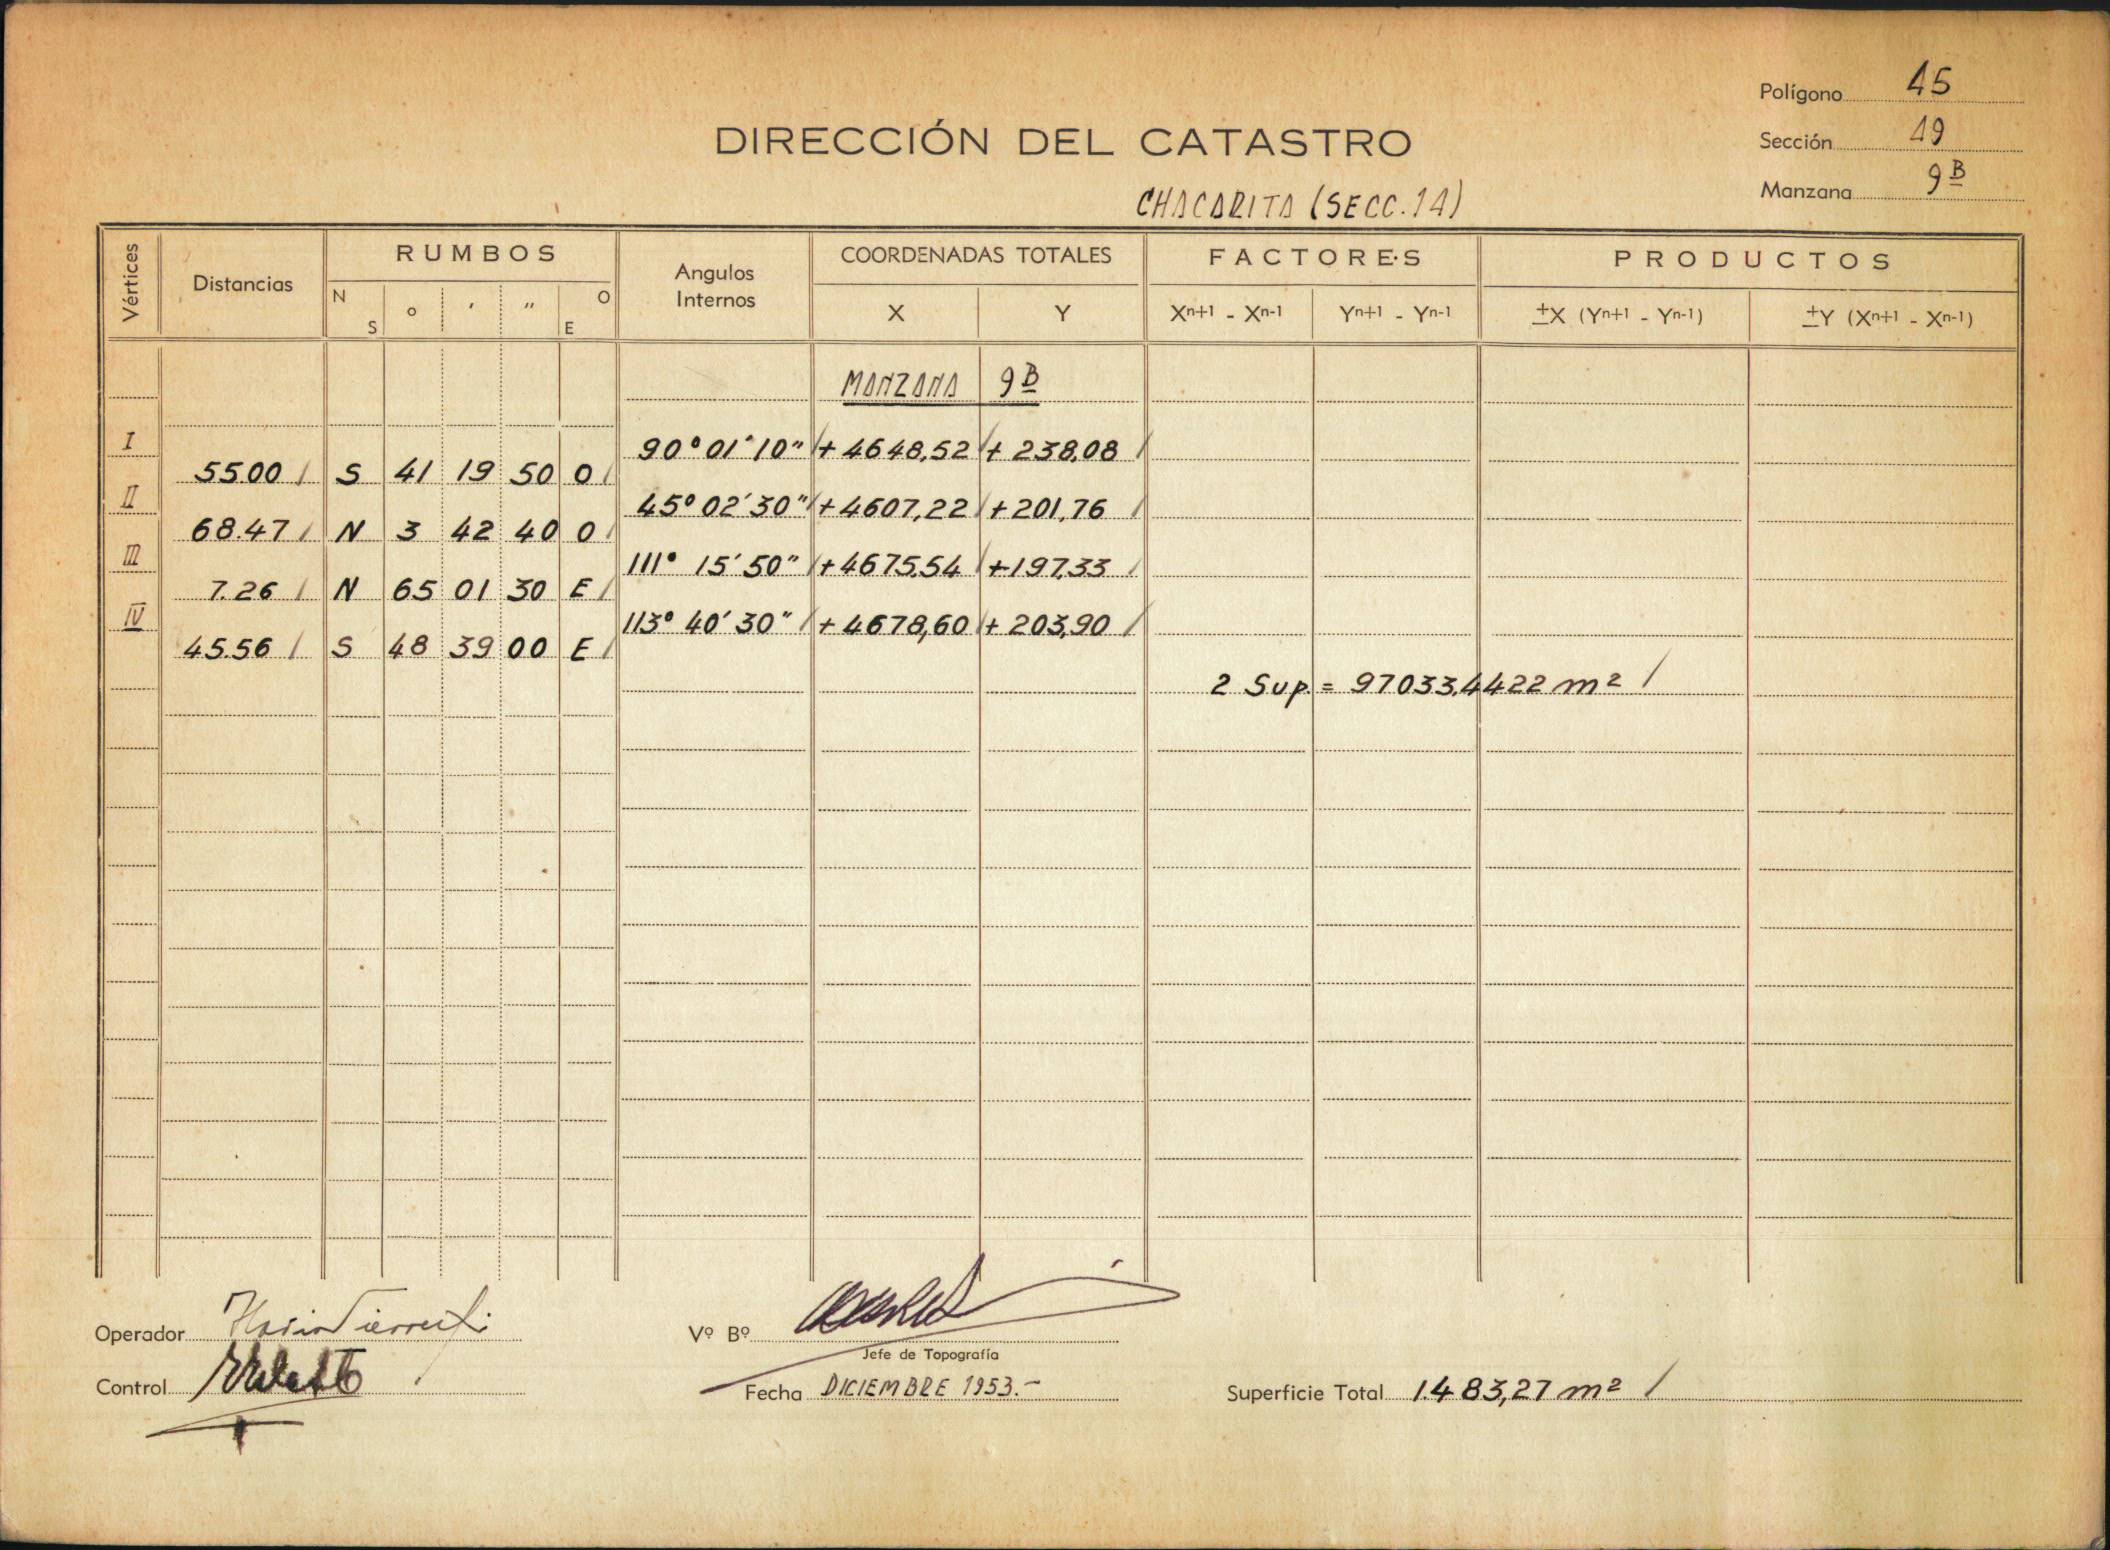 Polígono 45
DIRECCIÓN DEL CATASTRO
Sección 49
Manzana 9B
CHACARITA (SECC. 14)
Vértices Distancias RUMBOS Angulos Internos COORDENADAS TOTALES FACTORES PRODUCTOS
N S ° ' " O E X Y Xn+1 - Xn-1 Yn+1 - Yn-1 ±X (Yn+1 - Yn-1) ±Y (Xn+1 - Xn-1)
MANZANA 9B
I 90° 01' 10" / + 4648,52 / + 238,08 /
55.00 / S 41 19 50 O /
II 45° 02' 30" / + 4607,22 / + 201,76 /
68.47 / N 3 42 40 O /
III 111° 15' 50" / + 4675,54 / + 197,33 /
7.26 / N 65 01 30 E /
IV 113° 40' 30" / + 4678,60 / + 203,90 /
45.56 / S 48 39 00 E /
2 Sup. = 97033,4422 m² /
Operador
Vº Bº
Jefe de Topografía
Control
Fecha DICIEMBRE 1953.-
Superficie Total 1.483,27 m² /